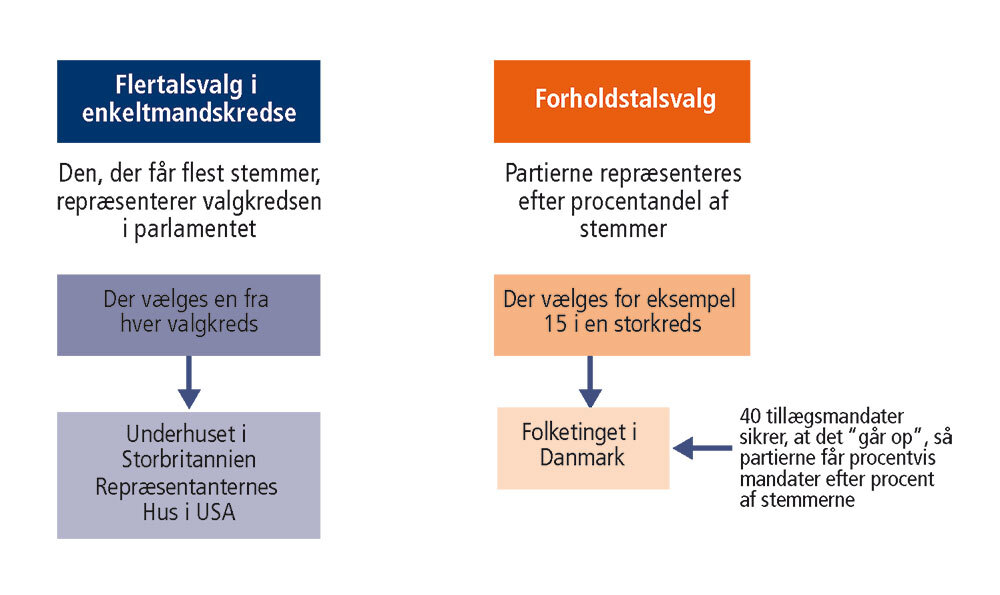 Flertalsvalg i
enkeltmandskredse
Den, der får flest stemmer,
repræsenterer valgkredsen
i parlamentet
Der vælges en fra
hver valgkreds
Underhuset i
Storbritannien
Repræsentanternes
Hus i USA
Forholdstalsvalg
Partierne repræsenteres
efter procentandel af
stemmer
Der vælges for eksempel
15 i en storkreds
Folketinget i
Danmark
40 tillægsmandater
sikrer, at det “går op”, så
partierne får procentvis
mandater efter procent
af stemmerne